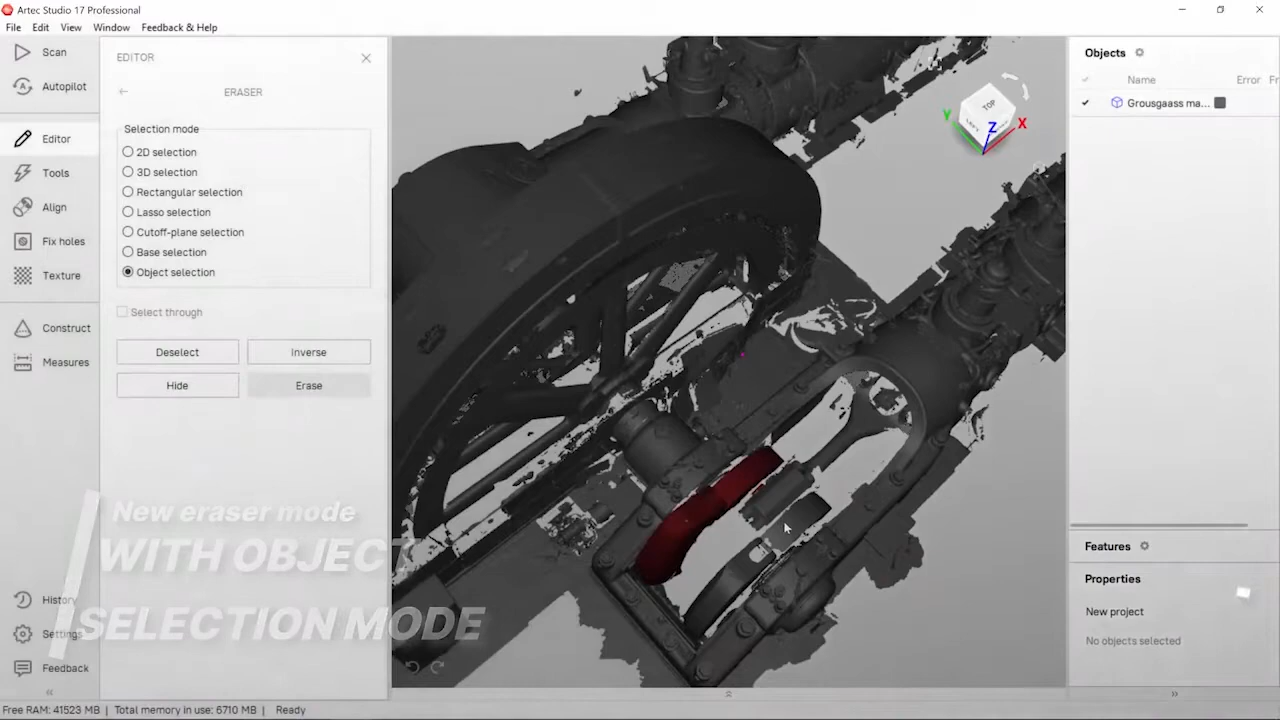 Artec Studio 17 Professional
File Edit View Window Feedback & Help
Scan
Autopilot
Editor
Tools
Align
Fix holes
Texture
Construct
Measures
History
Settings
Feedback
EDITOR
ERASER
Selection mode
2D selection
3D selection
Rectangular selection
Lasso selection
Cutoff-plane selection
Base selection
Object selection
Select through
Deselect Inverse
Hide Erase
New eraser mode
WITH OBJECT
SELECTION MODE
TOP
LEFT
Y Z X
Objects
Name Error Fr
Grousgaass ma...
Features
Properties
New project
No objects selected
Free RAM: 41523 MB | Total memory in use: 6710 MB | Ready